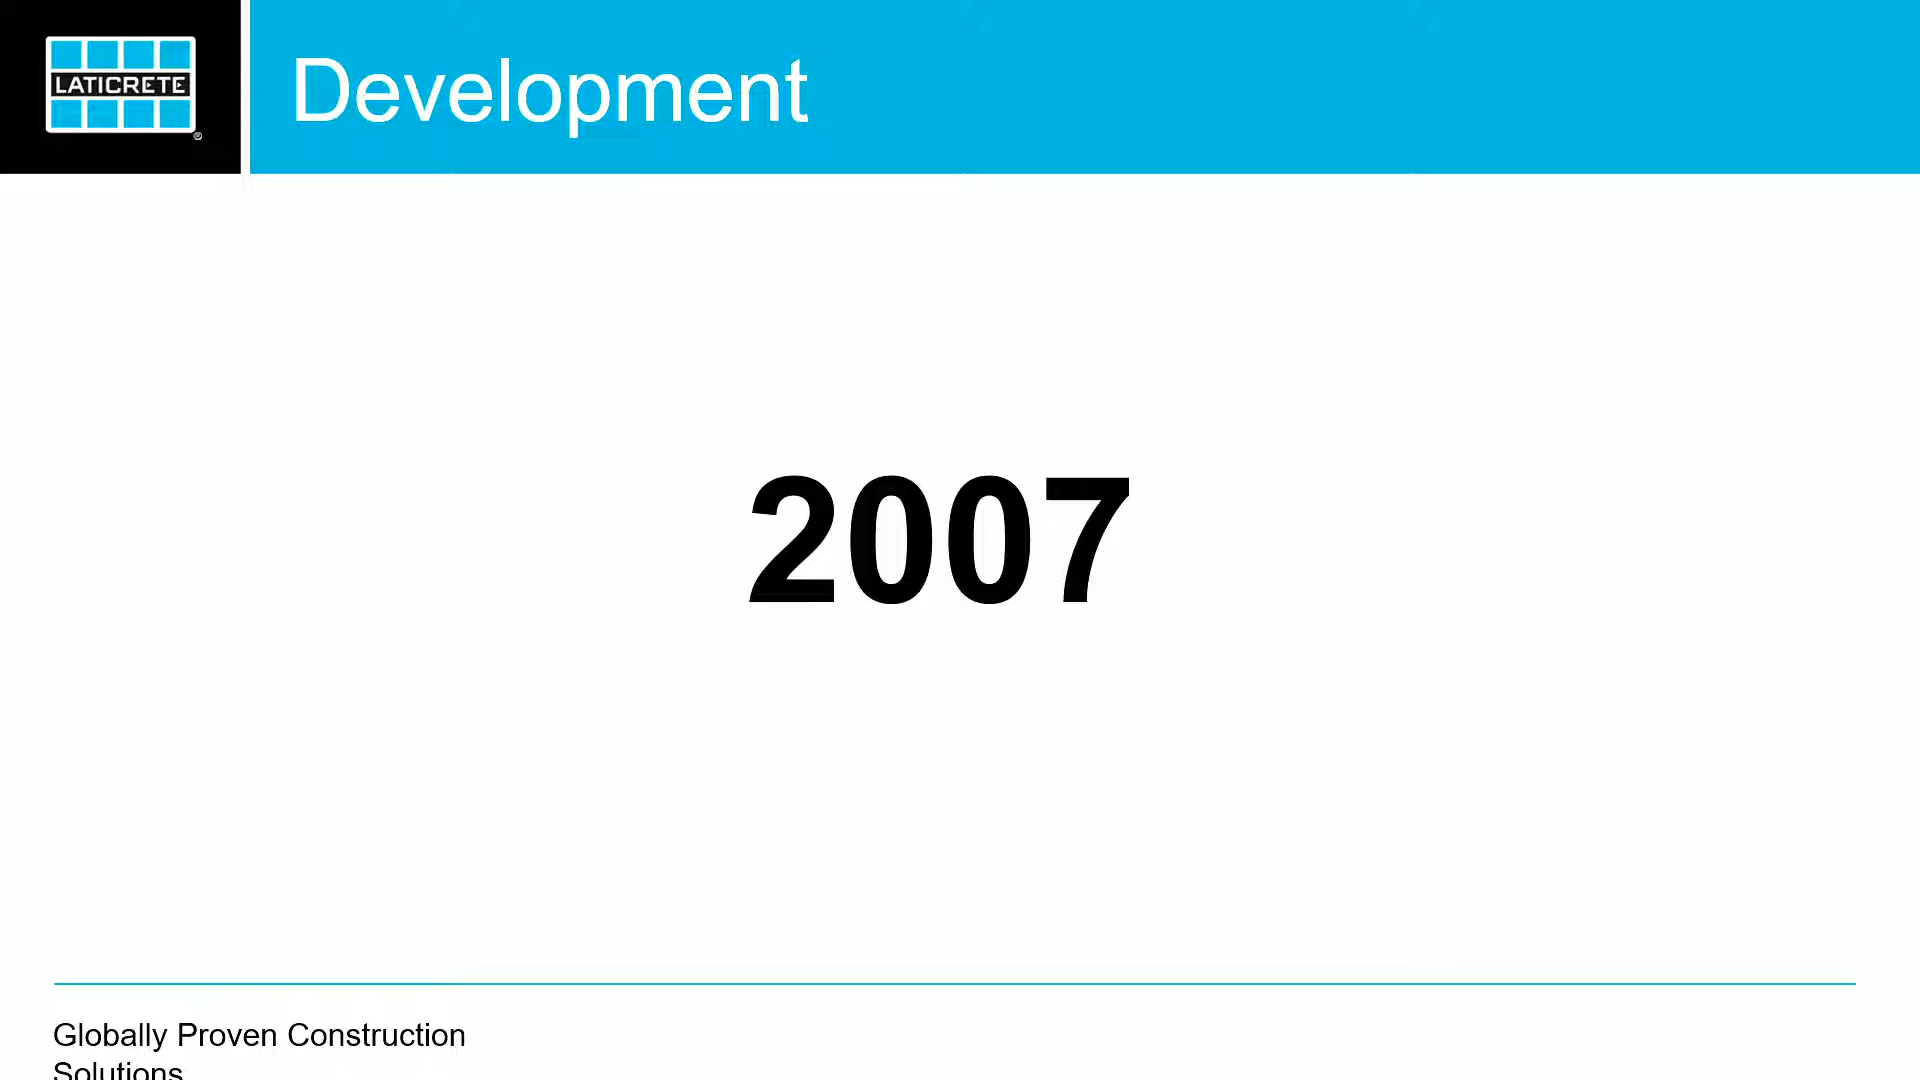 LATICRETE
®
Development
2007
Globally Proven Construction
Solutions